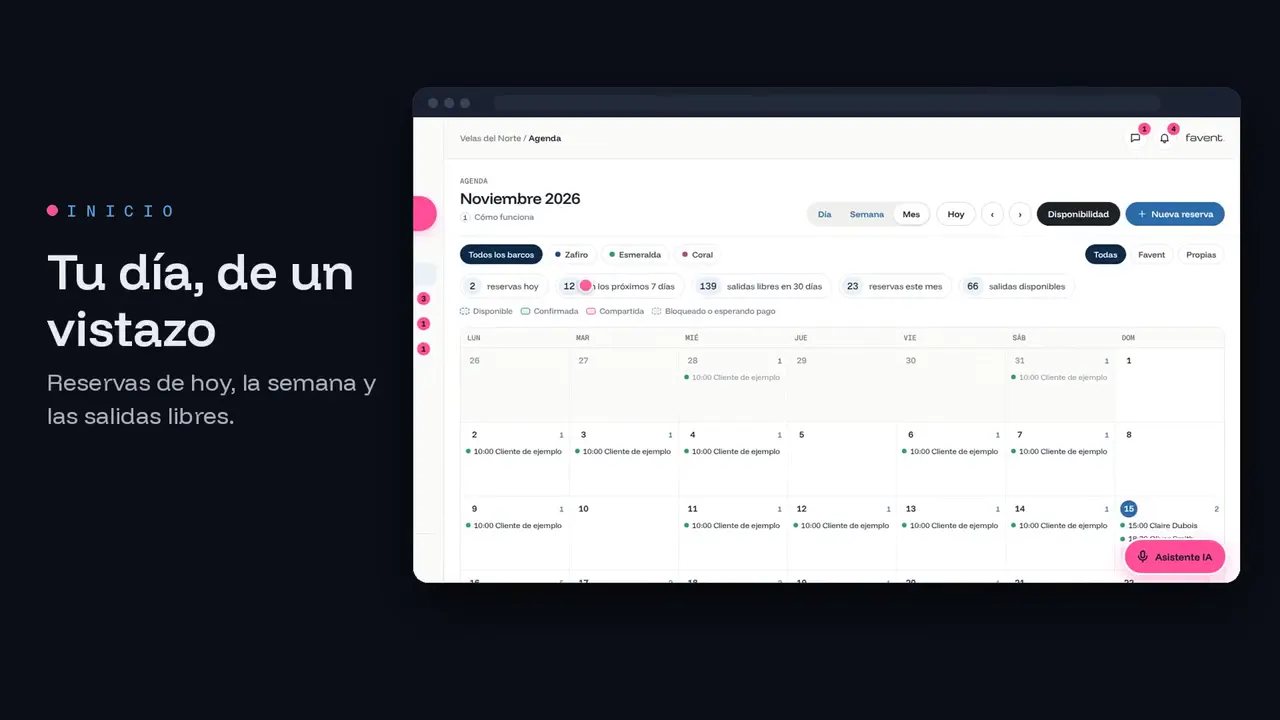 INICIO
Tu día, de un
vistazo
Reservas de hoy, la semana y
las salidas libres.
Velas del Norte / Agenda
1
4
favent.
AGENDA
Noviembre 2026
1 Cómo funciona
Día Semana Mes Hoy ‹ › Disponibilidad + Nueva reserva
Todos los barcos Zafiro Esmeralda Coral Todas Favent Propias
2 reservas hoy 12 los próximos 7 días 139 salidas libres en 30 días 23 reservas este mes 66 salidas disponibles
Disponible Confirmada Compartida Bloqueado o esperando pago
3
1
1
LUN MAR MIÉ JUE VIE SÁB DOM
26 27 28 1 29 30 31 1 1
10:00 Cliente de ejemplo 10:00 Cliente de ejemplo
2 1 3 1 4 1 5 6 1 7 1 8
10:00 Cliente de ejemplo 10:00 Cliente de ejemplo 10:00 Cliente de ejemplo 10:00 Cliente de ejemplo 10:00 Cliente de ejemplo
9 1 10 11 1 12 1 13 1 14 1 15 2
10:00 Cliente de ejemplo 10:00 Cliente de ejemplo 10:00 Cliente de ejemplo 10:00 Cliente de ejemplo 10:00 Cliente de ejemplo 15:00 Claire Dubois
Asistente IA